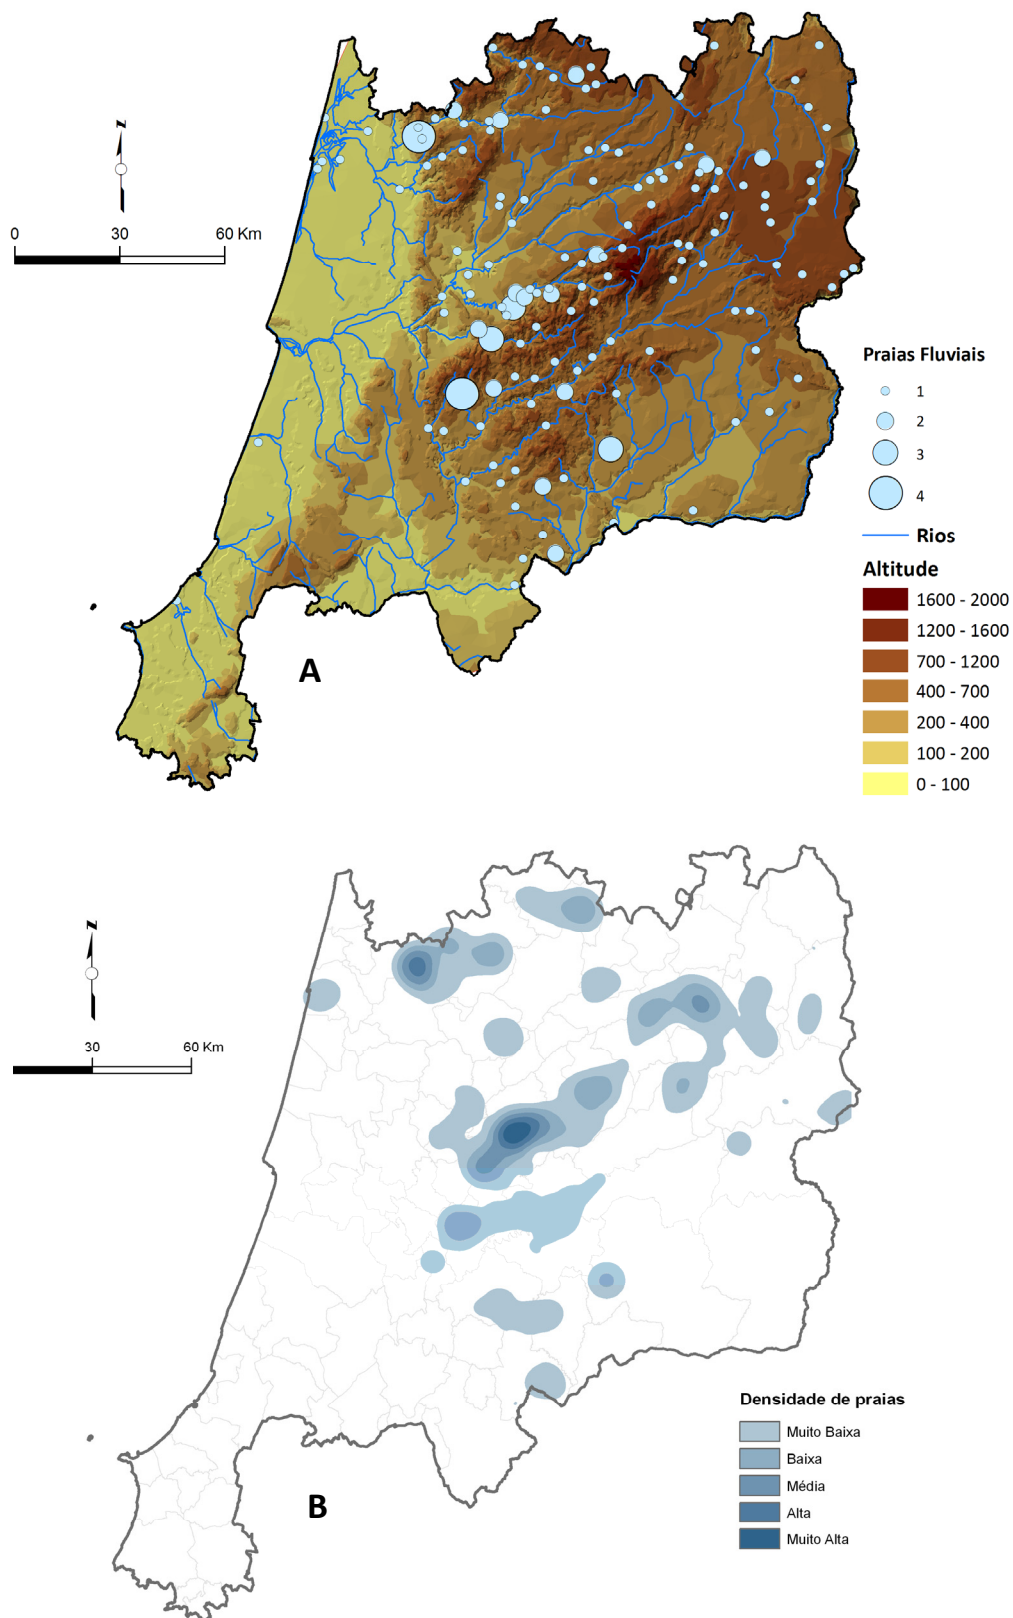 z
0
30
60 Km
Praias Fluviais
1
2
3
4
Rios
Altitude
1600 - 2000
1200 - 1600
700 - 1200
400 - 700
200 - 400
100 - 200
0 - 100
A
z
30
60 Km
Densidade de praias
Muito Baixa
Baixa
Média
Alta
Muito Alta
B